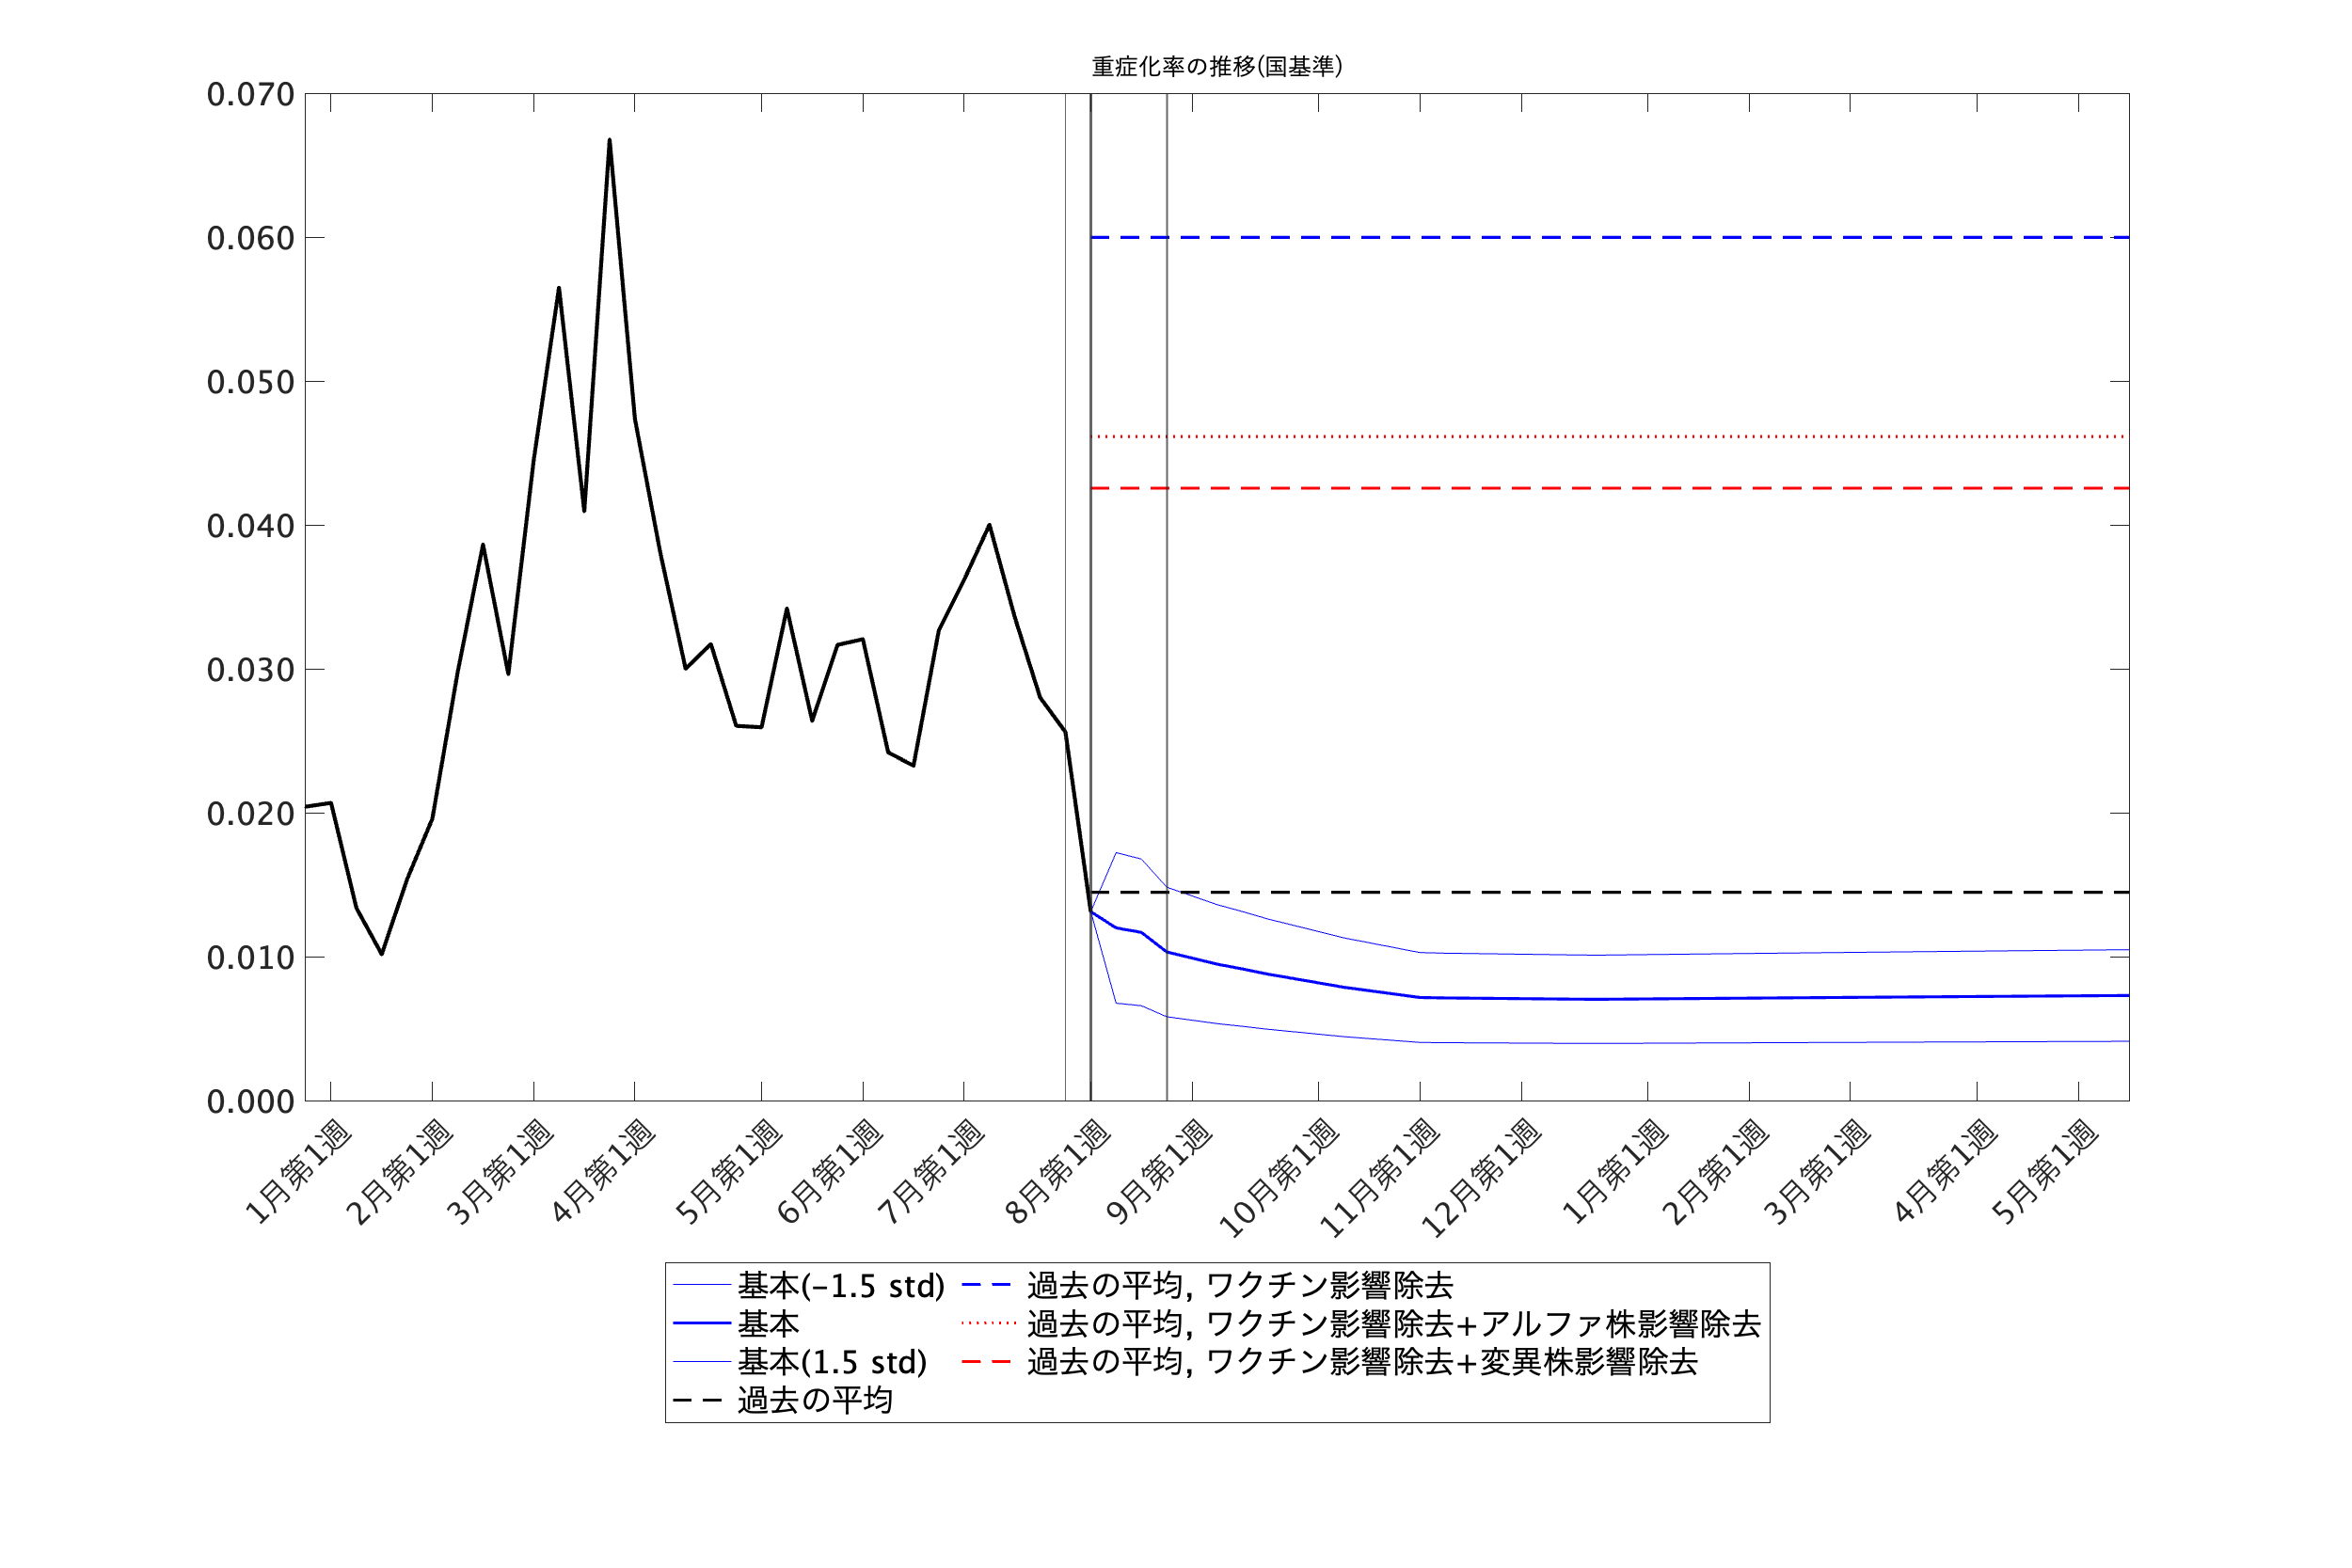 重症化率の推移(国基準)
0.070
0.060
0.050
0.040
0.030
0.020
0.010
0.000
1月第1週
2月第1週
3月第1週
4月第1週
5月第1週
6月第1週
7月第1週
8月第1週
9月第1週
10月第1週
11月第1週
12月第1週
1月第1週
2月第1週
3月第1週
4月第1週
5月第1週
基本(-1.5 std)
基本
基本(1.5 std)
過去の平均
過去の平均, ワクチン影響除去
過去の平均, ワクチン影響除去+アルファ株影響除去
過去の平均, ワクチン影響除去+変異株影響除去